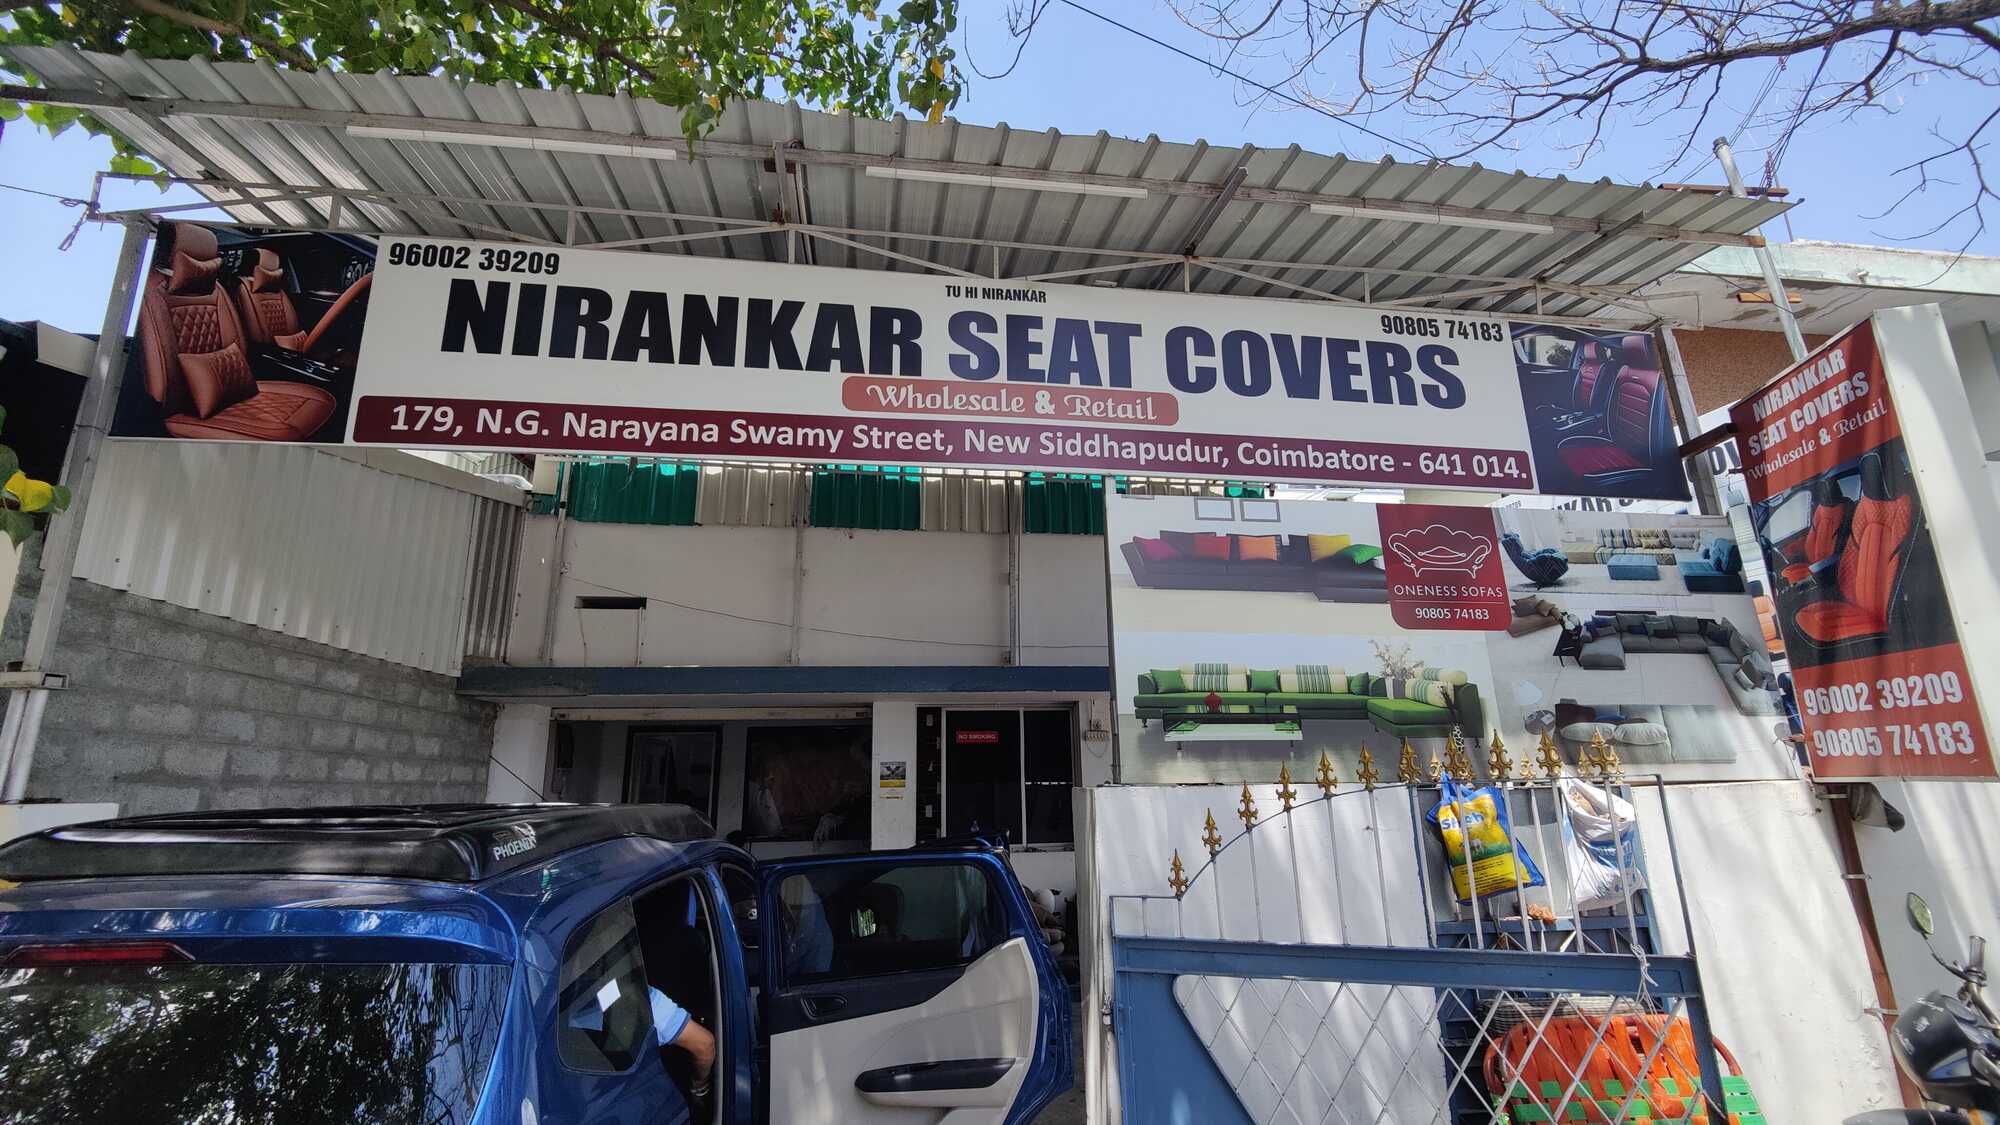 96002 39209
TU HI NIRANKAR
90805 74183
NIRANKAR SEAT COVERS
Wholesale & Retail
179, N.G. Narayana Swamy Street, New Siddhapudur, Coimbatore - 641 014.
NIRANKAR
SEAT COVERS
Wholesale & Retail
96002 39209
90805 74183
ONENESS SOFAS
90805 74183
NO SMOKING
PHOENIX